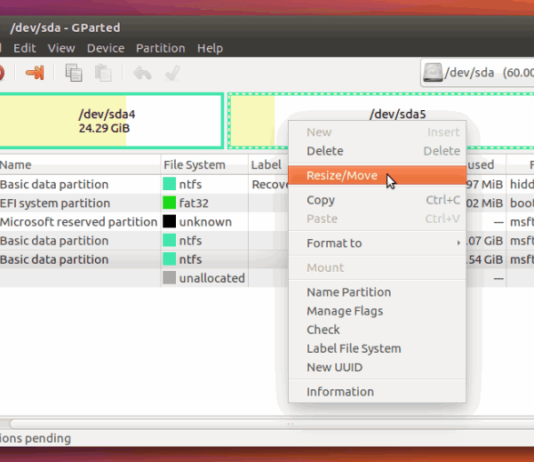 /dev/sda - GParted
Edit View Device Partition Help
/dev/sda (60.00
/dev/sda4
24.29 GiB
/dev/sda5
Name File System Label used F
Basic data partition ntfs Recov 97 MiB hidd
EFI system partition fat32 02 MiB boot
Microsoft reserved partition unknown --- msft
Basic data partition ntfs .07 GiB msft
Basic data partition ntfs .54 GiB msft
unallocated ---
New Insert
Delete Delete
Resize/Move
Copy Ctrl+C
Paste Ctrl+V
Format to
Mount
Name Partition
Manage Flags
Check
Label File System
New UUID
Information
ions pending